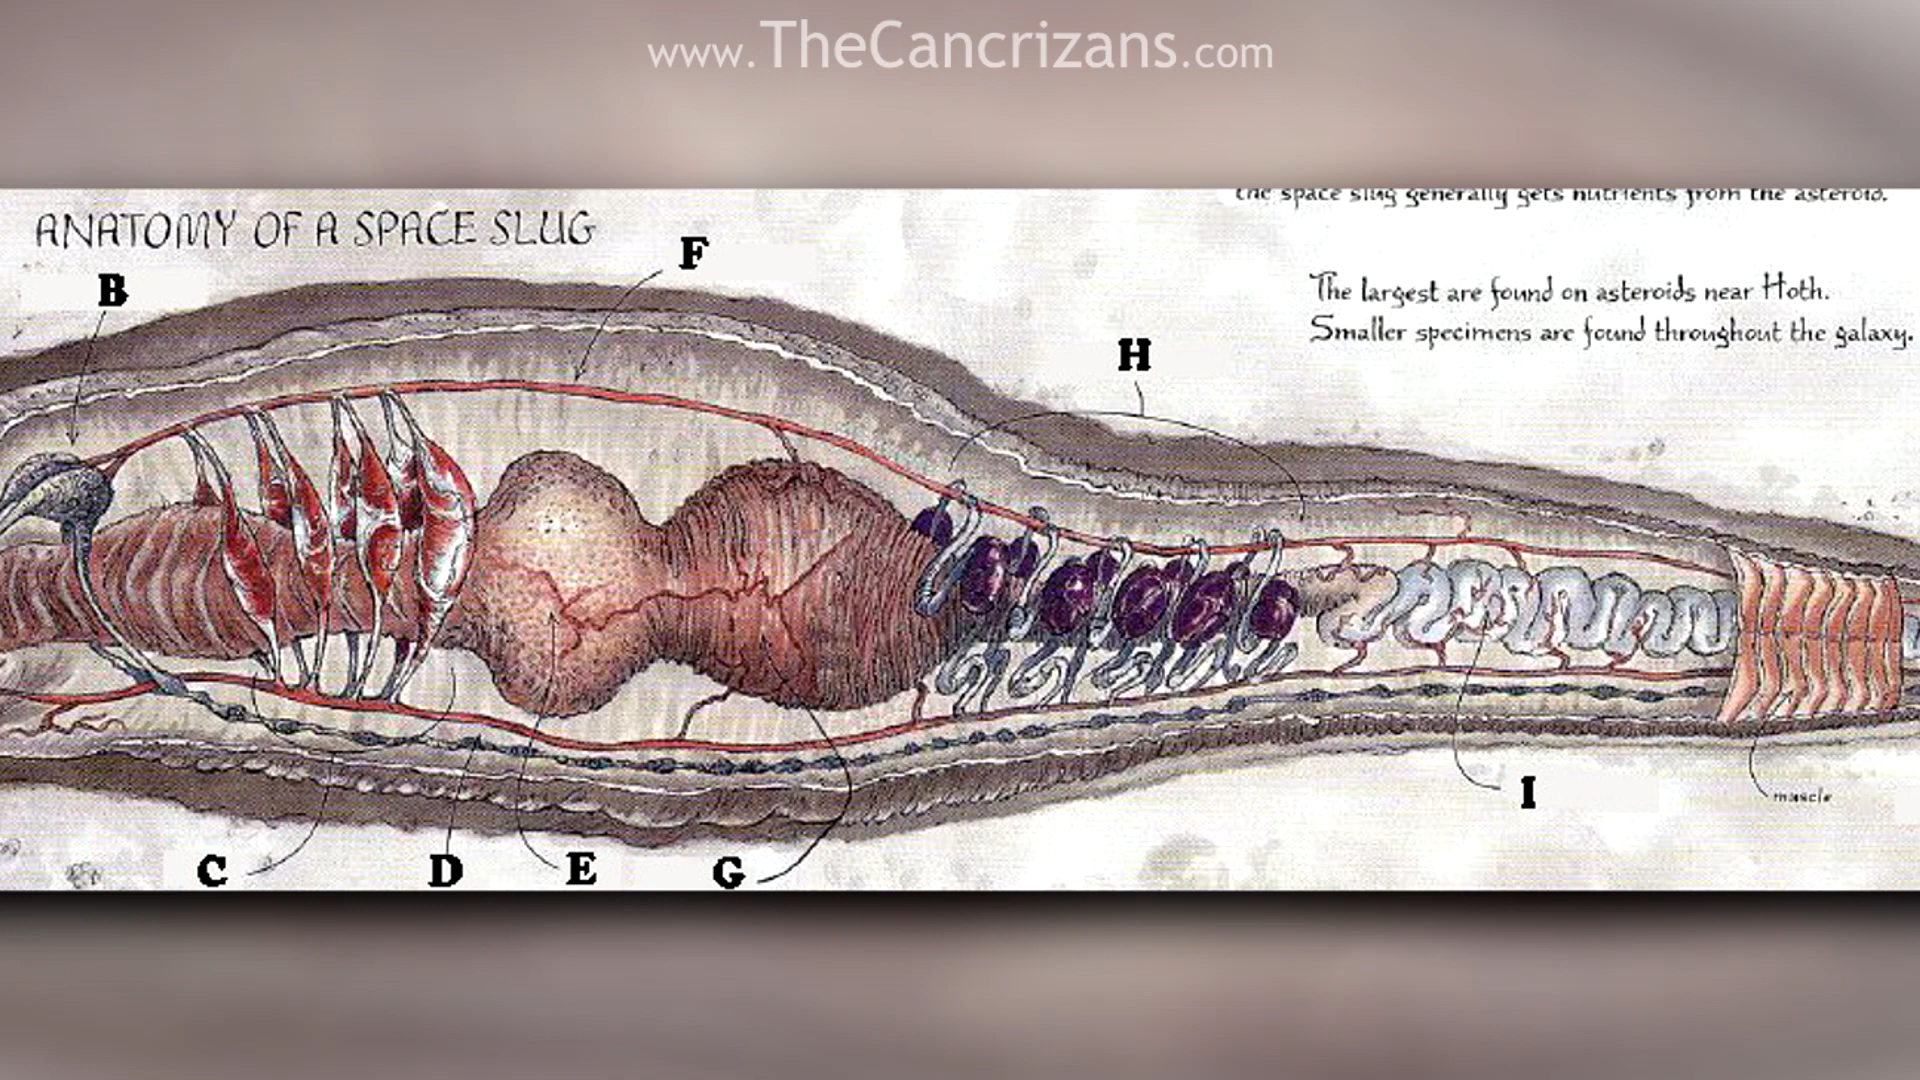 www.TheCancrizans.com
the space slug generally gets nutrients from the asteroid.
ANATOMY OF A SPACE SLUG
F
B
The largest are found on asteroids near Hoth.
Smaller specimens are found throughout the galaxy.
H
I
muscle
C
D
E
G